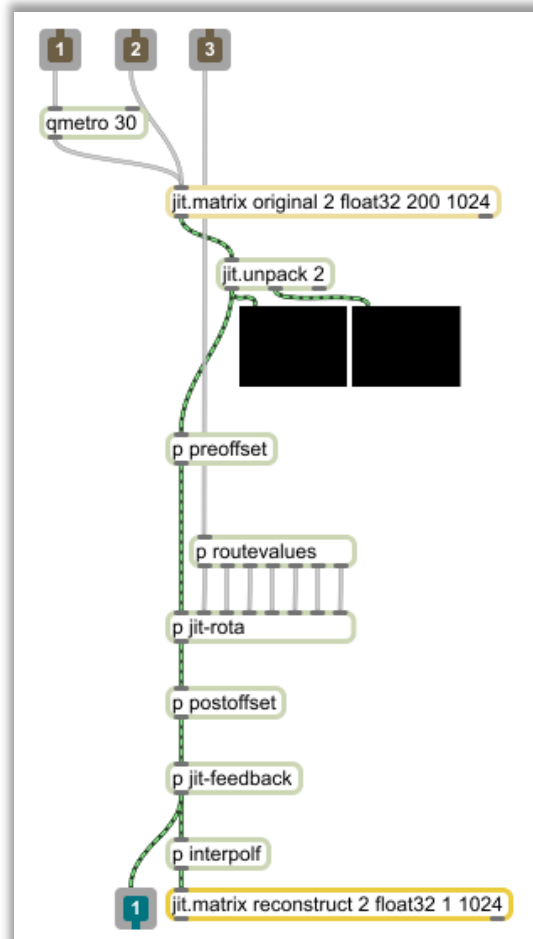 1 2 3
qmetro 30
jit.matrix original 2 float32 200 1024
jit.unpack 2
p preoffset
p routevalues
p jit-rota
p postoffset
p jit-feedback
p interpolf
1
jit.matrix reconstruct 2 float32 1 1024